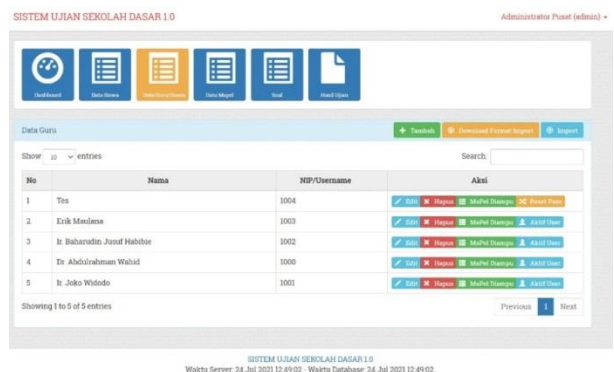 SISTEM UJIAN SEKOLAH DASAR 1.0 Administrator Pusat (admin)
Dashboard Data Siswa Data Guru/Dosen Data Mapel Soal Hasil Ujian
Data Guru + Tambah Download Format Import Import
Show 10 entries Search:
No Nama NIP/Username Aksi
1 Tes 1004 Edit Hapus MaPel Diampu Reset Pass
2 Erik Maulana 1003 Edit Hapus MaPel Diampu Aktif User
3 Ir. Baharudin Jusuf Habibie 1002 Edit Hapus MaPel Diampu Aktif User
4 Dr. Abdulrahman Wahid 1000 Edit Hapus MaPel Diampu Aktif User
5 Ir. Joko Widodo 1001 Edit Hapus MaPel Diampu Aktif User
Showing 1 to 5 of 5 entries Previous 1 Next
SISTEM UJIAN SEKOLAH DASAR 1.0
Waktu Server: 24 Jul 2021 12:49:02 - Waktu Database: 24 Jul 2021 12:49:02.